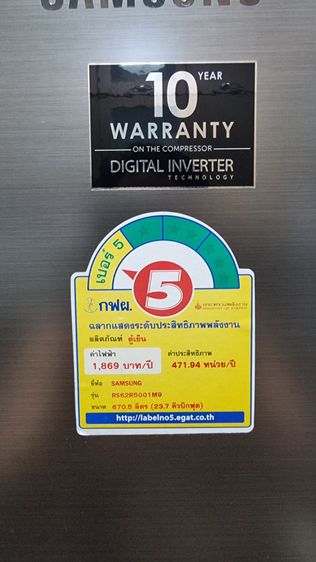 SAMSUNG
10 YEAR
WARRANTY
ON THE COMPRESSOR
DIGITAL INVERTER
TECHNOLOGY
เบอร์ 5
5
กฟผ.
ฉลากแสดงระดับประสิทธิภาพพลังงาน
ผลิตภัณฑ์ ตู้เย็น
ค่าไฟฟ้า ค่าประสิทธิภาพ
1,869 บาท/ปี 471.94 หน่วย/ปี
ยี่ห้อ SAMSUNG
รุ่น RS62R5001M9
ขนาด 670.5 ลิตร (23.7 คิวบิกฟุต)
http://labelno5.egat.co.th